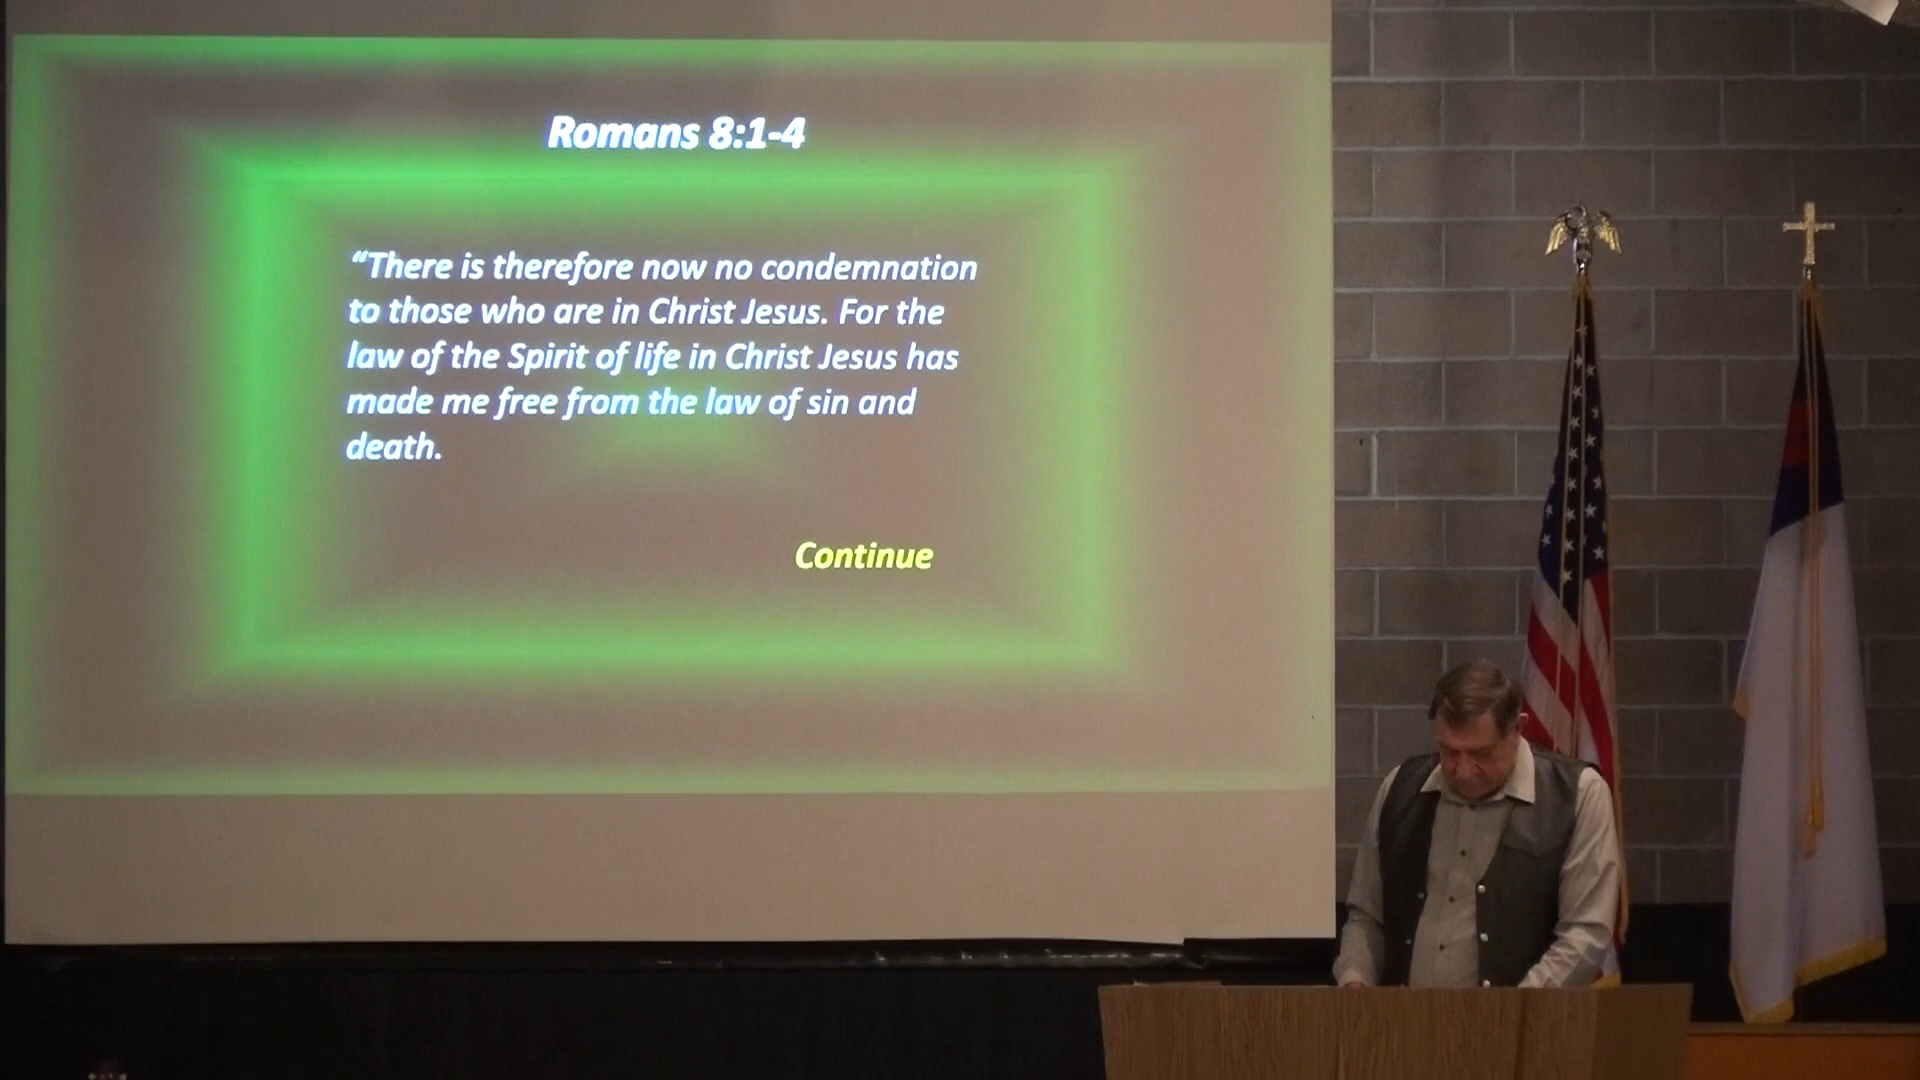 Romans 8:1-4
“There is therefore now no condemnation
to those who are in Christ Jesus. For the
law of the Spirit of life in Christ Jesus has
made me free from the law of sin and
death.
Continue